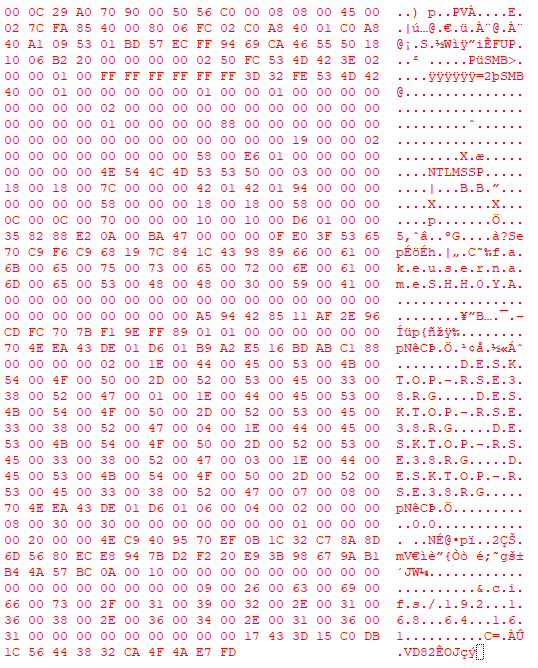 00 0C 29 A0 70 90 00 50 56 C0 00 08 08 00 45 00 ..) p..PVÀ....E.
02 7C FA 85 40 00 80 06 FC 02 C0 A8 40 01 C0 A8 .|ú…@.€.ü.À¨@.À¨
40 A1 09 53 01 BD 57 EC FF 94 69 CA 46 55 50 18 @¡.S.½Wìÿ”iÊFUP.
10 06 B2 20 00 00 00 00 02 50 FC 53 4D 42 3E 02 ..² .....PüSMB>.
00 00 01 00 FF FF FF FF FF FF 3D 32 FE 53 4D 42 ....ÿÿÿÿÿÿ=2þSMB
40 00 01 00 00 00 00 00 01 00 00 01 00 00 00 00 @...............
00 00 00 00 02 00 00 00 00 00 00 00 00 00 00 00 ................
00 00 00 00 01 00 00 00 00 88 00 00 00 00 00 00 .........ˆ......
00 00 00 00 00 00 00 00 00 00 00 00 19 00 00 02 ................
00 00 00 00 00 00 00 00 58 00 E6 01 00 00 00 00 ........X.æ.....
00 00 00 00 4E 54 4C 4D 53 53 50 00 03 00 00 00 ....NTLMSSP.....
18 00 18 00 7C 00 00 00 42 01 42 01 94 00 00 00 ....|...B.B.”...
00 00 00 00 58 00 00 00 18 00 18 00 58 00 00 00 ....X.......X...
0C 00 0C 00 70 00 00 00 10 00 10 00 D6 01 00 00 ....p.......Ö...
35 82 88 E2 0A 00 BA 47 00 00 00 0F E0 3F 53 65 5‚ˆâ..ºG....à?Se
70 C9 F6 C9 68 19 7C 84 1C 43 98 89 66 00 61 00 pÉöÉh.|„.C˜‰f.a.
6B 00 65 00 75 00 73 00 65 00 72 00 6E 00 61 00 k.e.u.s.e.r.n.a.
6D 00 65 00 53 00 48 00 48 00 30 00 59 00 41 00 m.e.S.H.H.0.Y.A.
00 00 00 00 00 00 00 00 00 00 00 00 00 00 00 00 ................
00 00 00 00 00 00 00 00 A5 94 42 85 11 AF 2E 96 ........¥”B….¯.–
CD FC 70 7B F1 9E FF 89 01 01 00 00 00 00 00 00 Íüp{ñžÿ‰........
70 4E EA 43 DE 01 D6 01 B9 A2 E5 16 BD AB C1 88 pNêCÞ.Ö.¹¢å.½«Áˆ
00 00 00 00 02 00 1E 00 44 00 45 00 53 00 4B 00 ........D.E.S.K.
54 00 4F 00 50 00 2D 00 52 00 53 00 45 00 33 00 T.O.P.-.R.S.E.3.
38 00 52 00 47 00 01 00 1E 00 44 00 45 00 53 00 8.R.G.....D.E.S.
4B 00 54 00 4F 00 50 00 2D 00 52 00 53 00 45 00 K.T.O.P.-.R.S.E.
33 00 38 00 52 00 47 00 04 00 1E 00 44 00 45 00 3.8.R.G.....D.E.
53 00 4B 00 54 00 4F 00 50 00 2D 00 52 00 53 00 S.K.T.O.P.-.R.S.
45 00 33 00 38 00 52 00 47 00 03 00 1E 00 44 00 E.3.8.R.G.....D.
45 00 53 00 4B 00 54 00 4F 00 50 00 2D 00 52 00 E.S.K.T.O.P.-.R.
53 00 45 00 33 00 38 00 52 00 47 00 07 00 08 00 S.E.3.8.R.G.....
70 4E EA 43 DE 01 D6 01 06 00 04 00 02 00 00 00 pNêCÞ.Ö.........
08 00 30 00 30 00 00 00 00 00 00 00 01 00 00 00 ..0.0...........
00 20 00 00 4E C9 40 95 70 EF 0B 1C 32 C7 8A 8D . ..NÉ@•pï..2ÇŠ.
6D 56 80 EC CE E8 94 7B D2 F2 20 E9 3B 98 67 9A B1 mV€ìè”{Òò é;˜gš±
B4 4A 57 BC 0A 00 10 00 00 00 00 00 00 00 00 00 ´JW¼............
00 00 00 00 00 00 00 00 09 00 26 00 63 00 69 00 ..........&.c.i.
66 00 73 00 2F 00 31 00 39 00 32 00 2E 00 31 00 f.s./.1.9.2...1.
36 00 38 00 2E 00 36 00 34 00 2E 00 31 00 36 00 6.8...6.4...1.6.
31 00 00 00 00 00 00 00 00 00 17 43 3D 15 C0 DB 1..........C=.ÀÛ
1C 56 44 38 32 CA 4F 4A E7 FD .VD82ÊOJçý